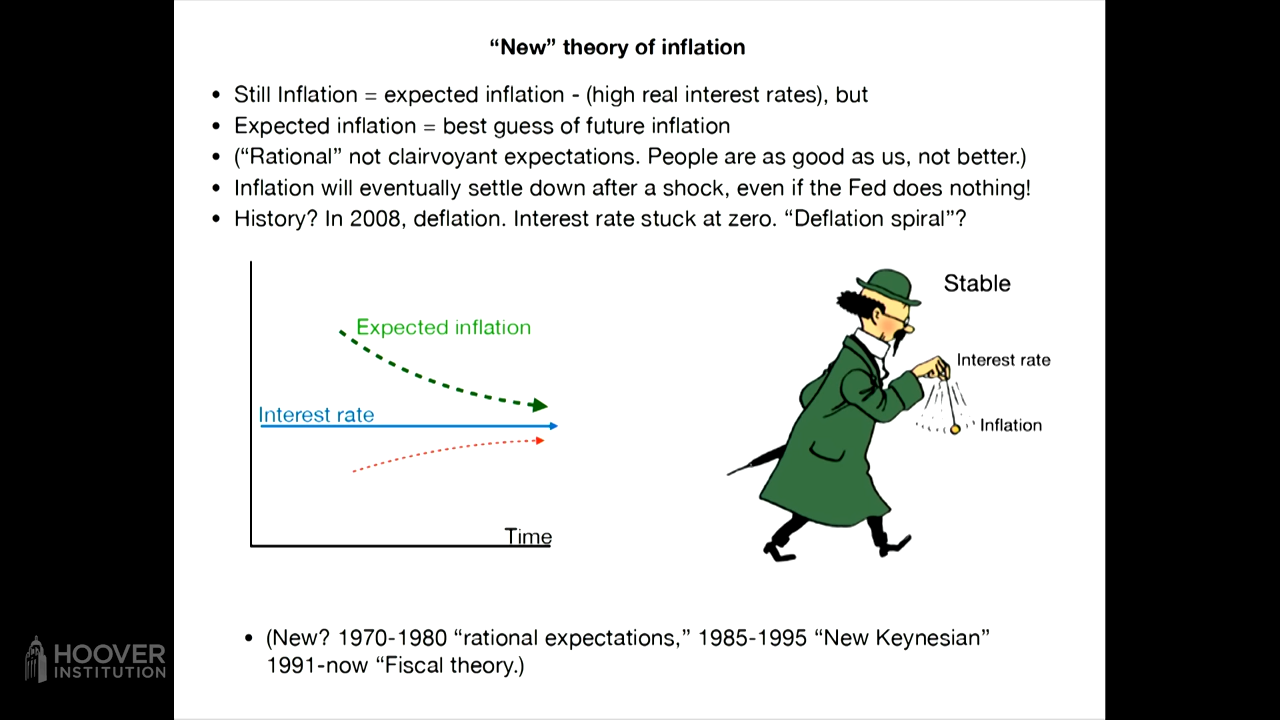 “New” theory of inflation
• Still Inflation = expected inflation - (high real interest rates), but
• Expected inflation = best guess of future inflation
• (“Rational” not clairvoyant expectations. People are as good as us, not better.)
• Inflation will eventually settle down after a shock, even if the Fed does nothing!
• History? In 2008, deflation. Interest rate stuck at zero. “Deflation spiral”?
Expected inflation
Interest rate
Time
Stable
Interest rate
Inflation
• (New? 1970-1980 “rational expectations,” 1985-1995 “New Keynesian”
1991-now “Fiscal theory.)
HOOVER
INSTITUTION